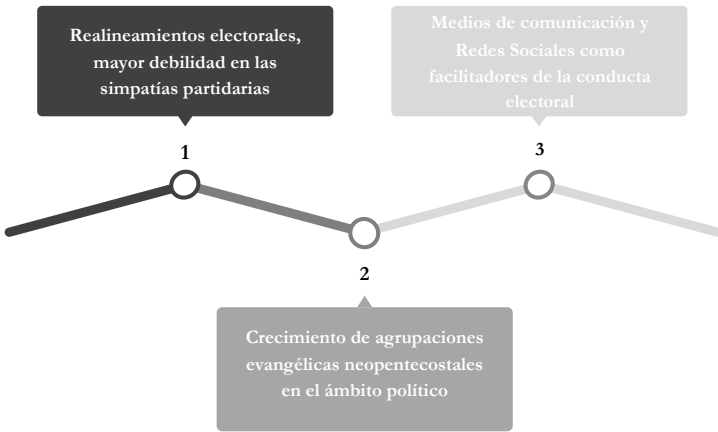 Realineamientos electorales,
mayor debilidad en las
simpatías partidarias
1
2
Crecimiento de agrupaciones
evangélicas neopentecostales
en el ámbito político
Medios de comunicación y
Redes Sociales como
facilitadores de la conducta
electoral
3